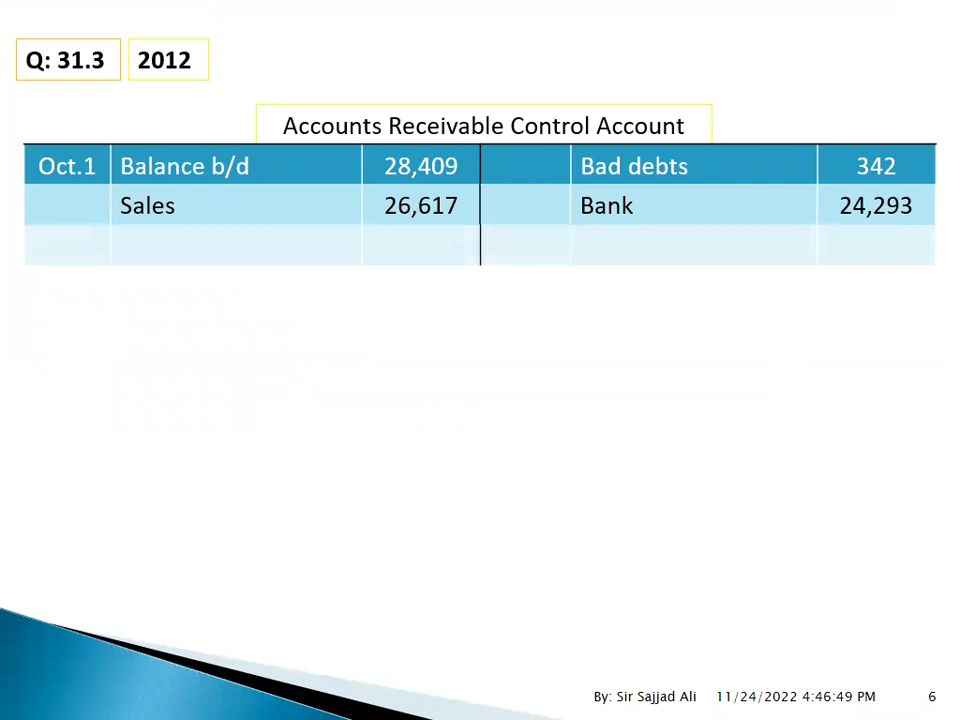 Q: 31.3 2012
Accounts Receivable Control Account
Oct.1 Balance b/d 28,409 Bad debts 342
Sales 26,617 Bank 24,293
By: Sir Sajjad Ali 11/24/2022 4:46:49 PM 6